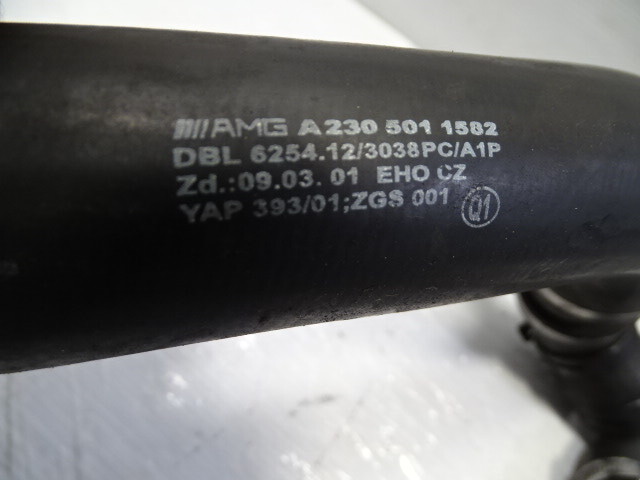 AMG A230 501 1582
DBL 6254.12/3038PC/A1P
Zd.:09.03.01 EHO CZ
YAP 393/01;ZGS 001 Q1